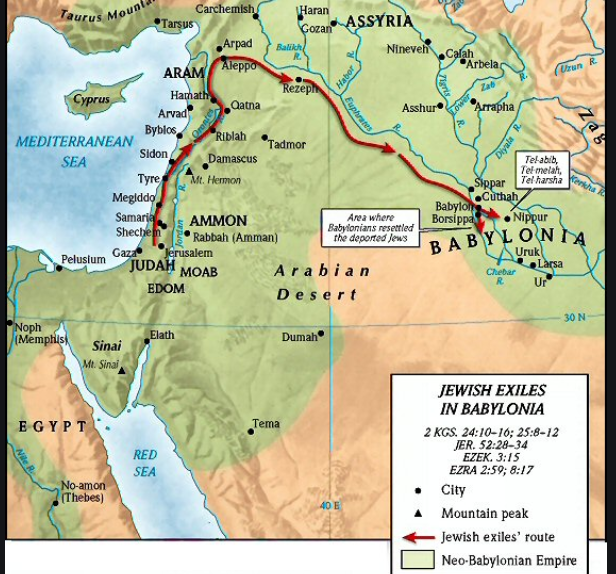 Carchemish
Haran
Taurus Mounta
Tarsus
Gozan
ASSYRIA
Arpad
Balikh
R.
Nineveh
Calah
Arbela
Uzun R.
Habor R.
ARAM
Aleppo
Rezeph
Tigris
R.
Lower
Zab
R.
Cyprus
Hamath
Qatna
Euphrates
R.
Asshur
Arrapha
Zag
Arvad
Byblos
Orontes
MEDITERRANEAN
SEA
Riblah
Tadmor
Diyala R.
Sidon
Damascus
Tel-abib,
Tel-melah,
Tel-harsha
Tyre
Mt. Hermon
Kerkha R.
Sippar
Cuthah
Megiddo
Babylon
Borsippa
Nippur
Samaria
Shechem
Jordan R.
AMMON
Rabbah (Amman)
Area where
Babylonians resettled
the deported Jews
BABYLONIA
Gaza
Jerusalem
Pelusium
JUDAH
MOAB
Uruk
Larsa
Ur
Chebar
R.
EDOM
Arabian
Desert
30 N
Noph
(Memphis)
Elath
Dumah
Sinai
Mt. Sinai
EGYPT
Tema
Nile R.
RED
SEA
No-amon
(Thebes)
40 E
JEWISH EXILES
IN BABYLONIA
2 KGS. 24:10–16; 25:8–12
JER. 52:28–34
EZEK. 3:15
EZRA 2:59; 8:17
City
Mountain peak
Jewish exiles' route
Neo-Babylonian Empire